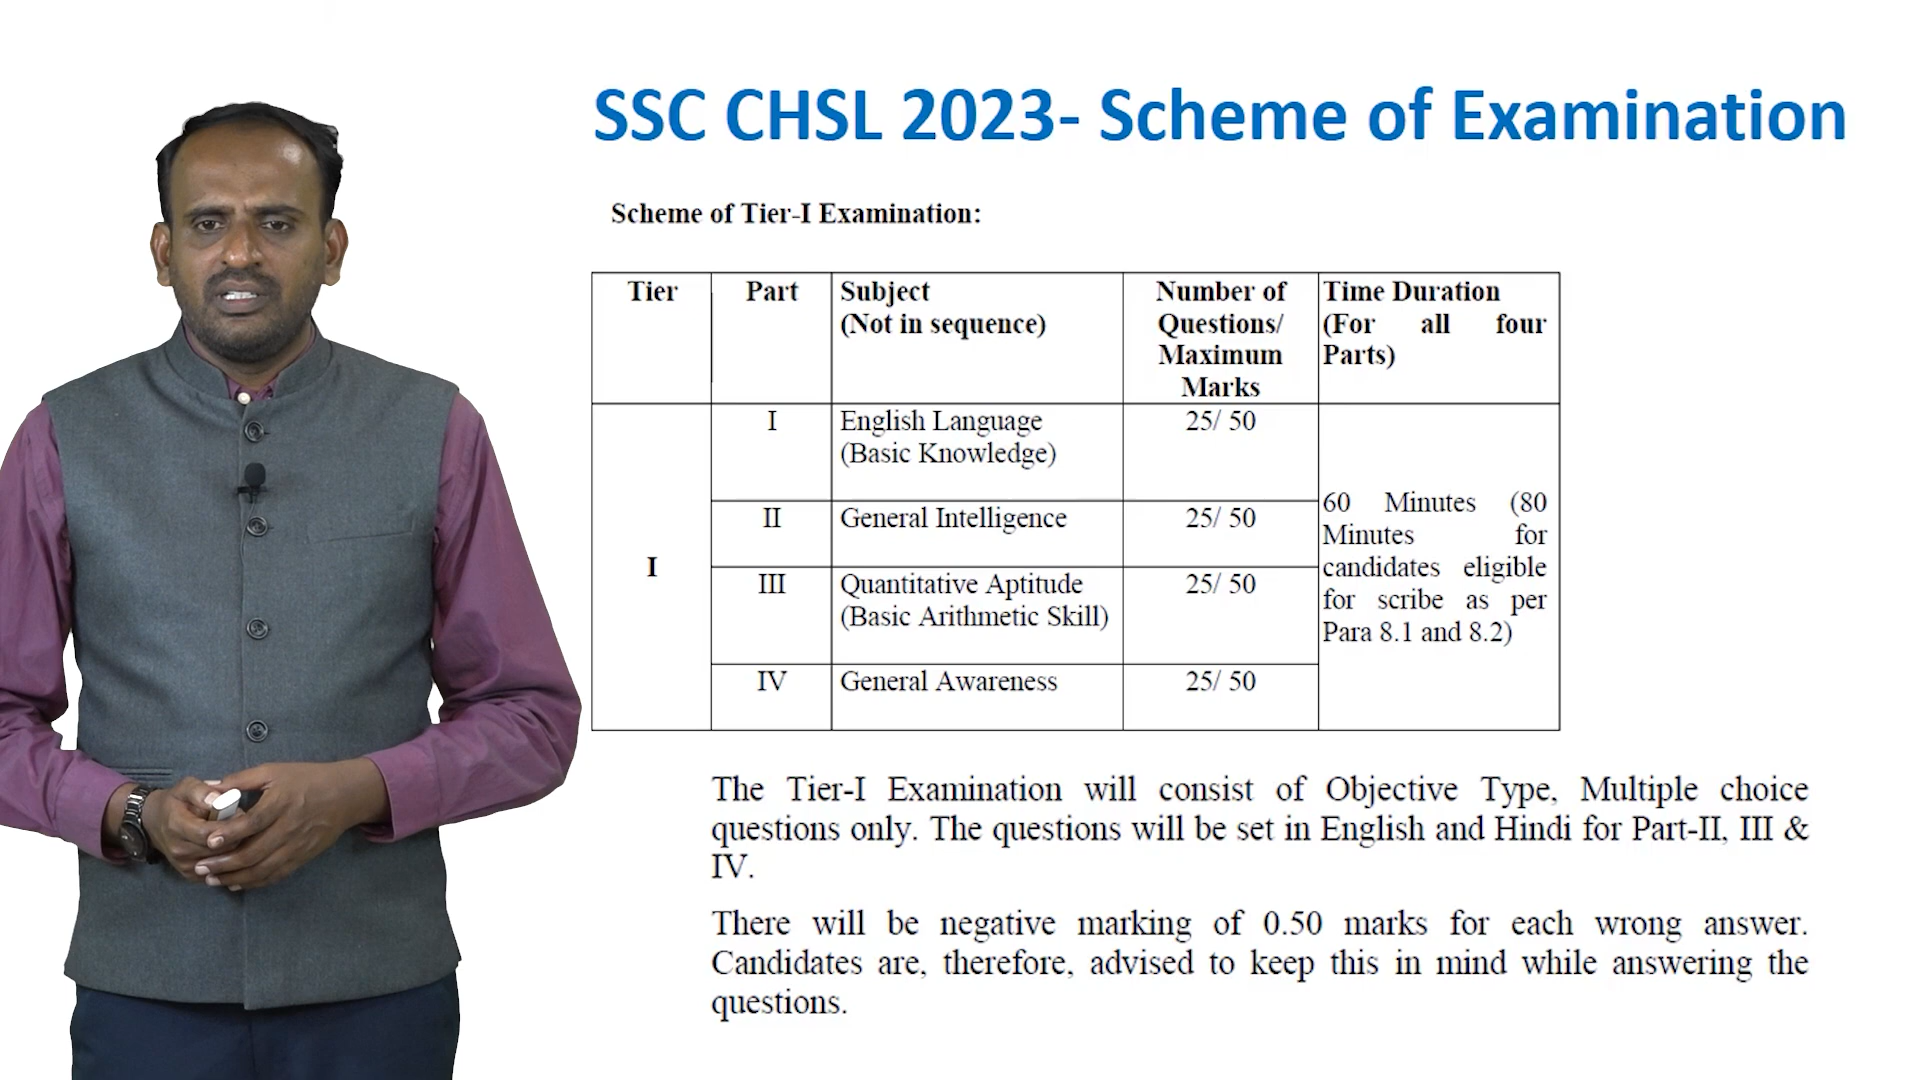 SSC CHSL 2023- Scheme of Examination
Scheme of Tier-I Examination:
Tier
Part
Subject
(Not in sequence)
Number of
Questions/
Maximum
Marks
Time Duration
(For all four
Parts)
I
I
English Language
(Basic Knowledge)
25/ 50
II
General Intelligence
25/ 50
III
Quantitative Aptitude
(Basic Arithmetic Skill)
25/ 50
IV
General Awareness
25/ 50
60 Minutes (80
Minutes for
candidates eligible
for scribe as per
Para 8.1 and 8.2)
The Tier-I Examination will consist of Objective Type, Multiple choice
questions only. The questions will be set in English and Hindi for Part-II, III &
IV.
There will be negative marking of 0.50 marks for each wrong answer.
Candidates are, therefore, advised to keep this in mind while answering the
questions.